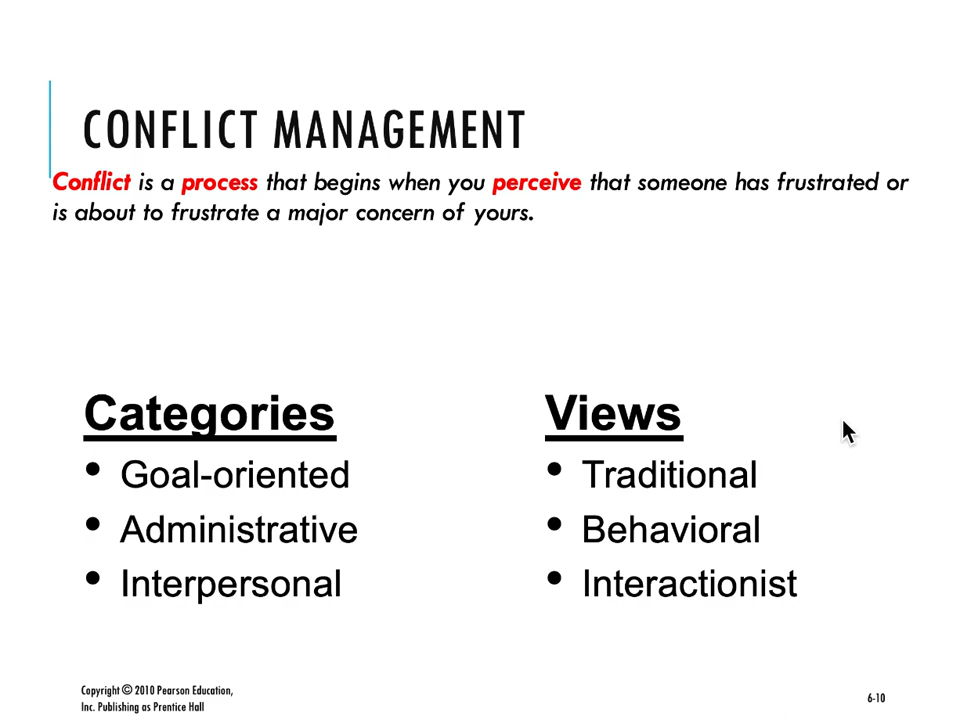 CONFLICT MANAGEMENT
Conflict is a process that begins when you perceive that someone has frustrated or
is about to frustrate a major concern of yours.
Categories
• Goal-oriented
• Administrative
• Interpersonal
Views
• Traditional
• Behavioral
• Interactionist
Copyright © 2010 Pearson Education,
Inc. Publishing as Prentice Hall
6-10